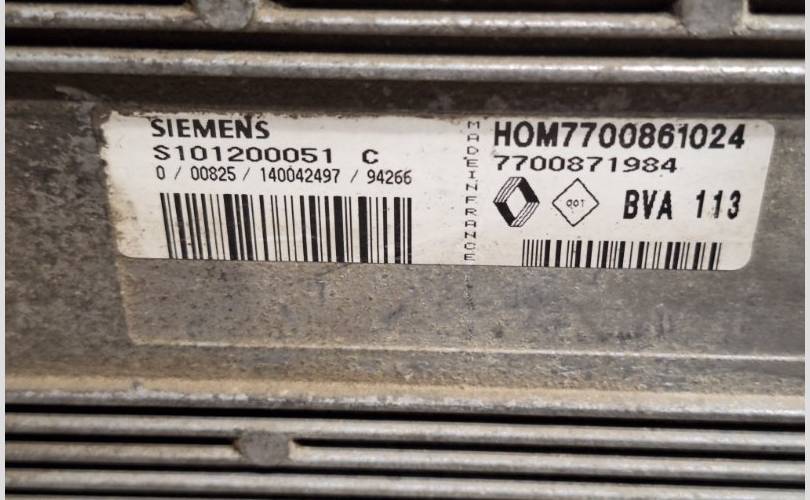 SIEMENS
S101200051 C
0 / 00825 / 140042497 / 94266
MADE IN FRANCE
HOM7700861024
7700871984
BVA 113